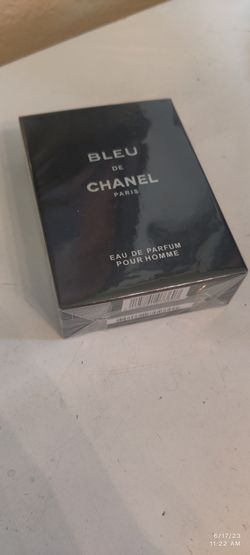 BLEU
DE
CHANEL
PARIS
EAU DE PARFUM
POUR HOMME
6/17/23
11:22 AM